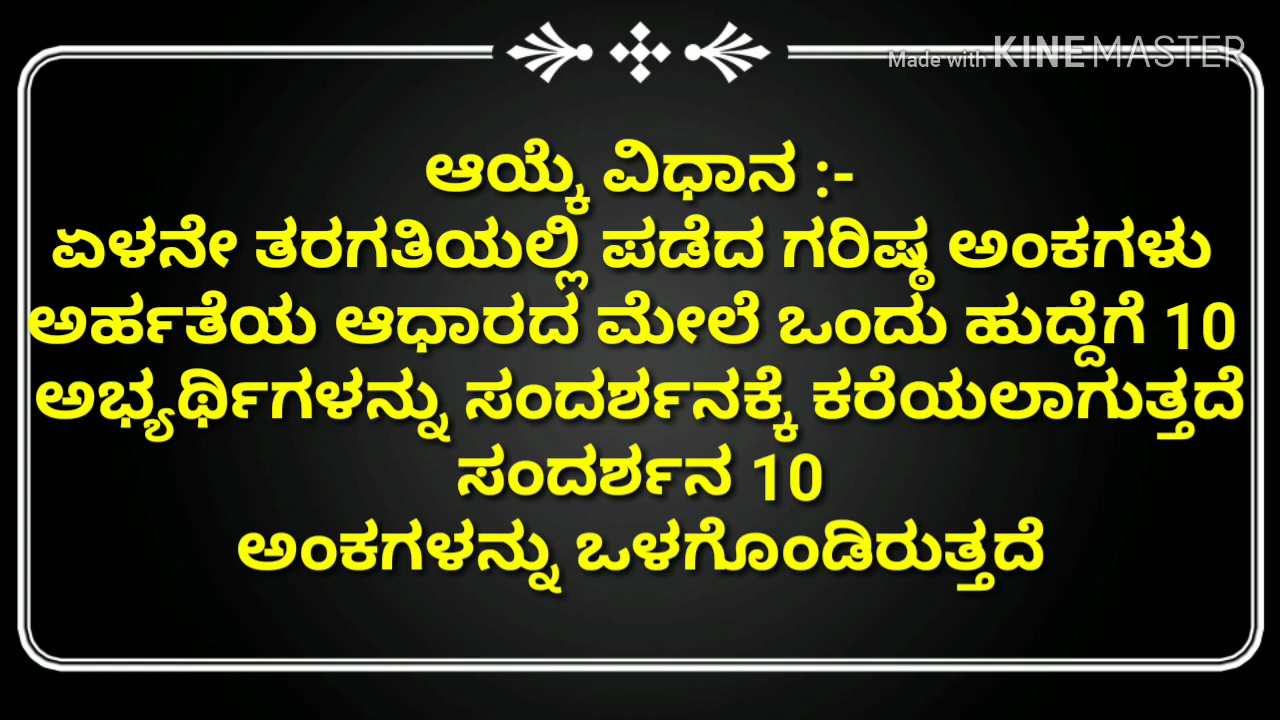 Made with KINEMASTER
ಆಯ್ಕೆ ವಿಧಾನ :-
ಏಳನೇ ತರಗತಿಯಲ್ಲಿ ಪಡೆದ ಗರಿಷ್ಠ ಅಂಕಗಳು
ಅರ್ಹತೆಯ ಆಧಾರದ ಮೇಲೆ ಒಂದು ಹುದ್ದೆಗೆ 10
ಅಭ್ಯರ್ಥಿಗಳನ್ನು ಸಂದರ್ಶನಕ್ಕೆ ಕರೆಯಲಾಗುತ್ತದೆ
ಸಂದರ್ಶನ 10
ಅಂಕಗಳನ್ನು ಒಳಗೊಂಡಿರುತ್ತದೆ